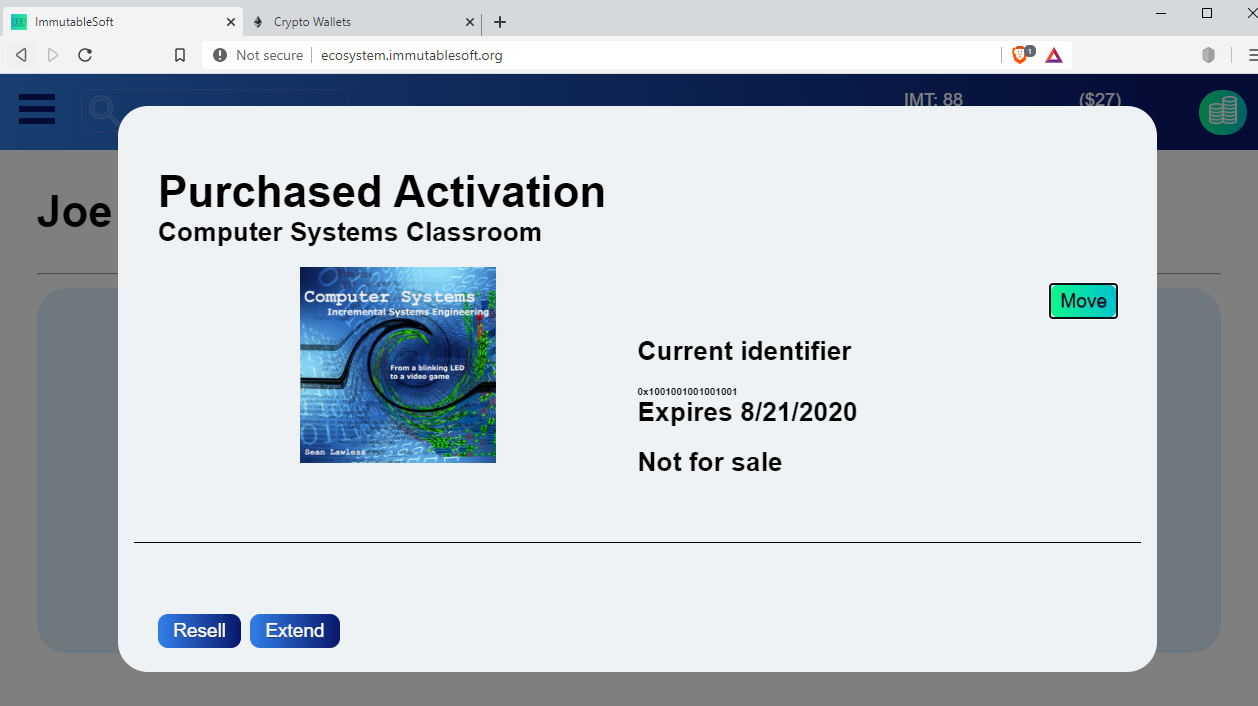 ImmutableSoft
Crypto Wallets
Not secure
ecosystem.immutablesoft.org
1
IMT: 88
($27)
Joe
Purchased Activation
Computer Systems Classroom
Computer Systems
Incremental Systems Engineering
From a blinking LED
to a video game
Sean Lawless
Move
Current identifier
0x1001001001001001
Expires 8/21/2020
Not for sale
Resell
Extend